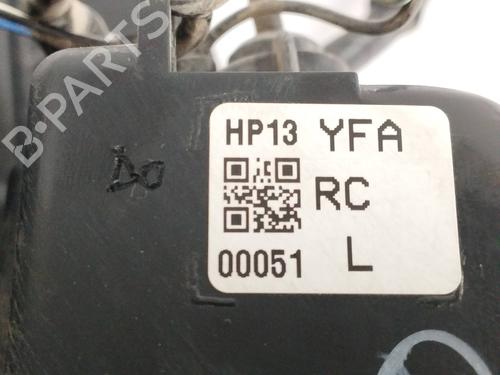 B-PARTS
HP13 YFA
RC
00051 L